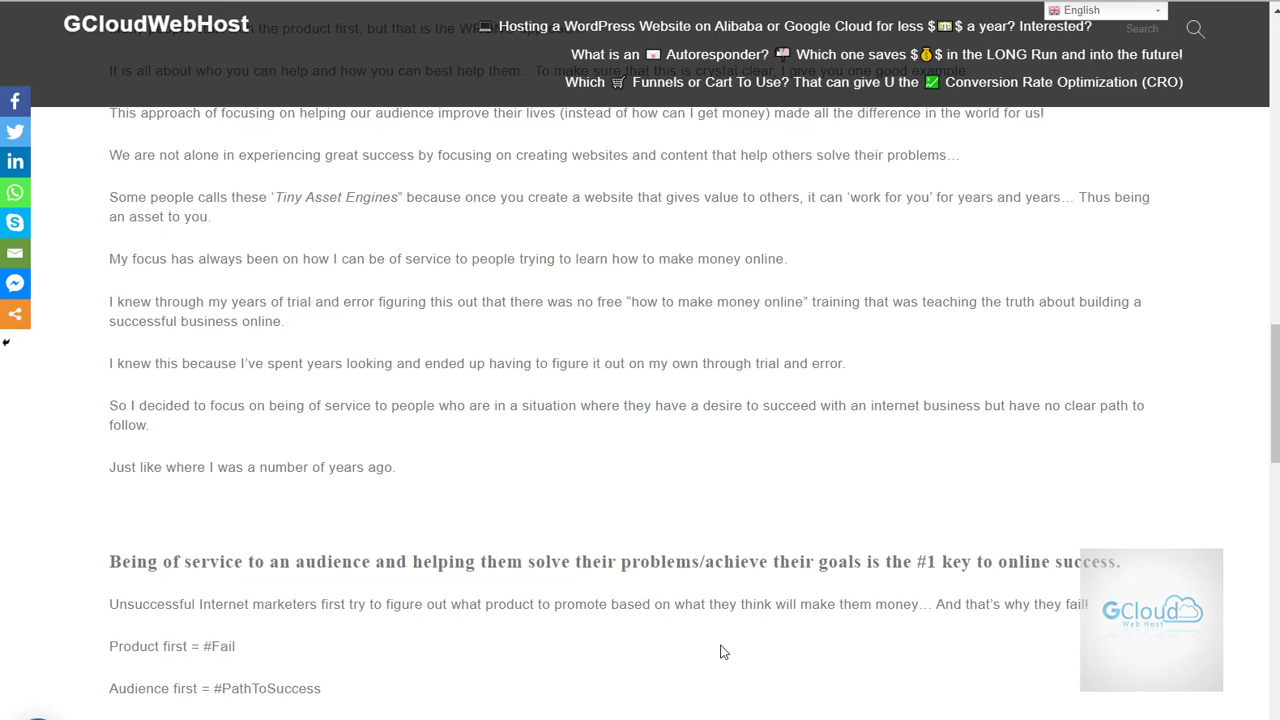 GCloudWebHost
English
Hosting a WordPress Website on Alibaba or Google Cloud for less $💵$ a year? Interested?
Search...
What is an 💌 Autoresponder? 📬 Which one saves $💰$ in the LONG Run and into the future!
It is all about who you can help and how you can best help them... To make sure that this is crystal clear, I give you one good example.
Which 🛒 Funnels or Cart To Use? That can give U the ✅ Conversion Rate Optimization (CRO)
This approach of focusing on helping our audience improve their lives (instead of how can I get money) made all the difference in the world for us!
We are not alone in experiencing great success by focusing on creating websites and content that help others solve their problems…
Some people calls these ‘Tiny Asset Engines” because once you create a website that gives value to others, it can ‘work for you’ for years and years… Thus being
an asset to you.
My focus has always been on how I can be of service to people trying to learn how to make money online.
I knew through my years of trial and error figuring this out that there was no free “how to make money online” training that was teaching the truth about building a
successful business online.
I knew this because I’ve spent years looking and ended up having to figure it out on my own through trial and error.
So I decided to focus on being of service to people who are in a situation where they have a desire to succeed with an internet business but have no clear path to
follow.
Just like where I was a number of years ago.
Being of service to an audience and helping them solve their problems/achieve their goals is the #1 key to online success.
Unsuccessful Internet marketers first try to figure out what product to promote based on what they think will make them money… And that’s why they fail!
GCloud
Web Host
Product first = #Fail
Audience first = #PathToSuccess